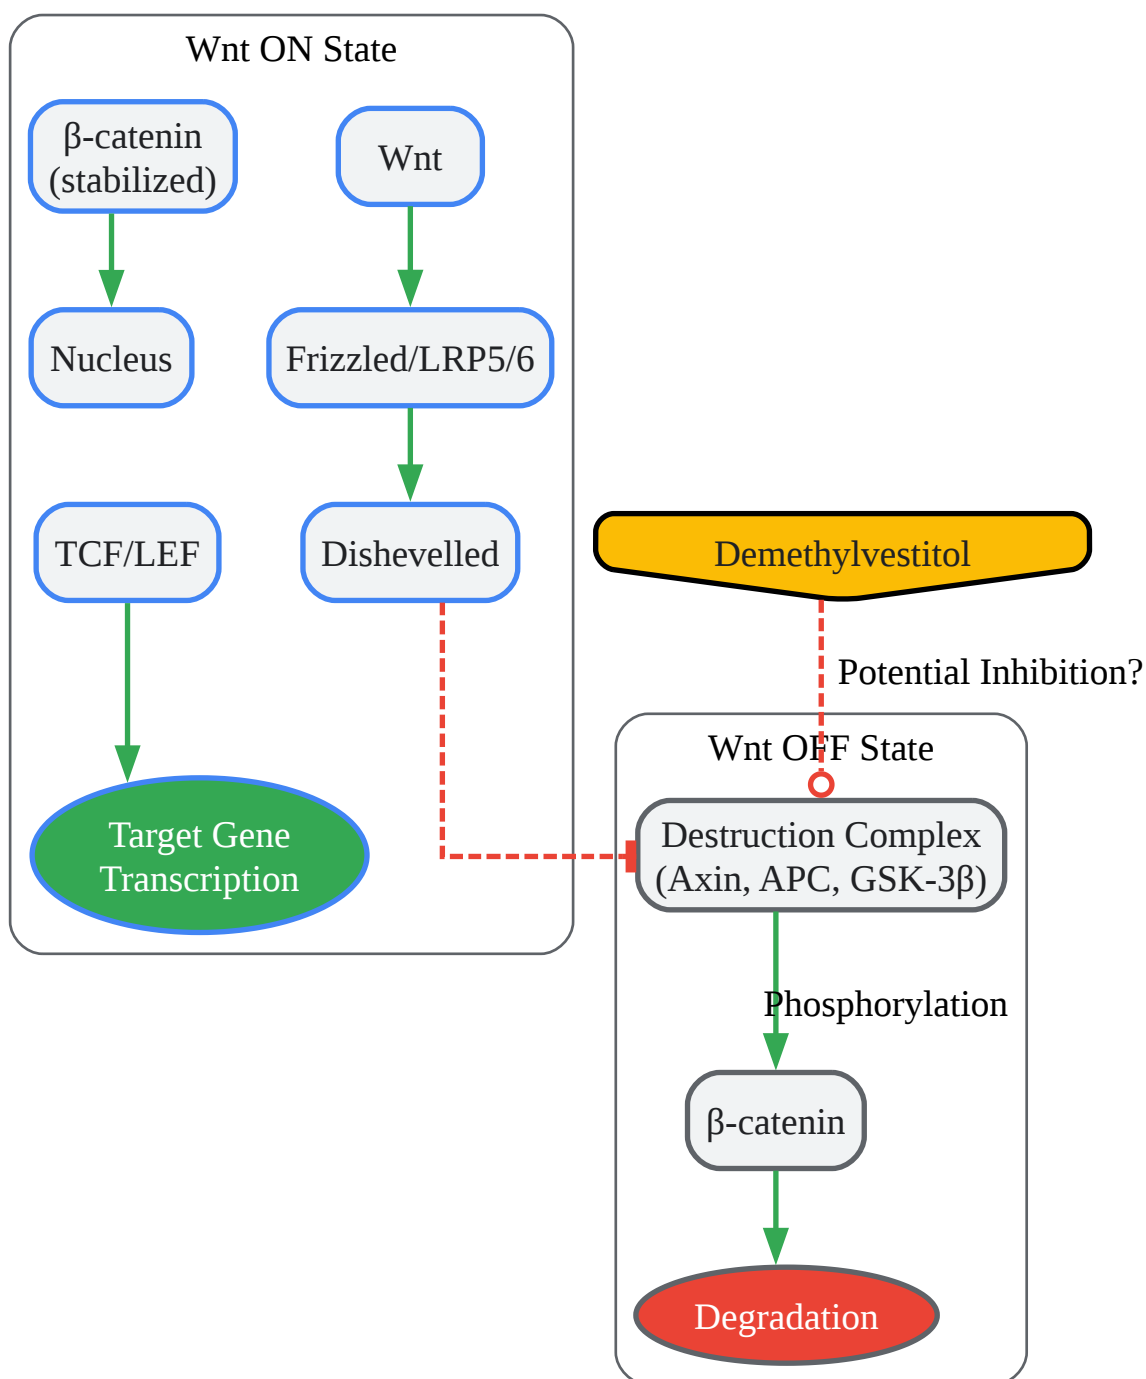 Wnt ON State
β-catenin
(stabilized)
Wnt
Nucleus
Frizzled/LRP5/6
TCF/LEF
Dishevelled
Demethylvestitol
Potential Inhibition?
Wnt OFF State
Target Gene
Transcription
Destruction Complex
(Axin, APC, GSK-3β)
Phosphorylation
β-catenin
Degradation